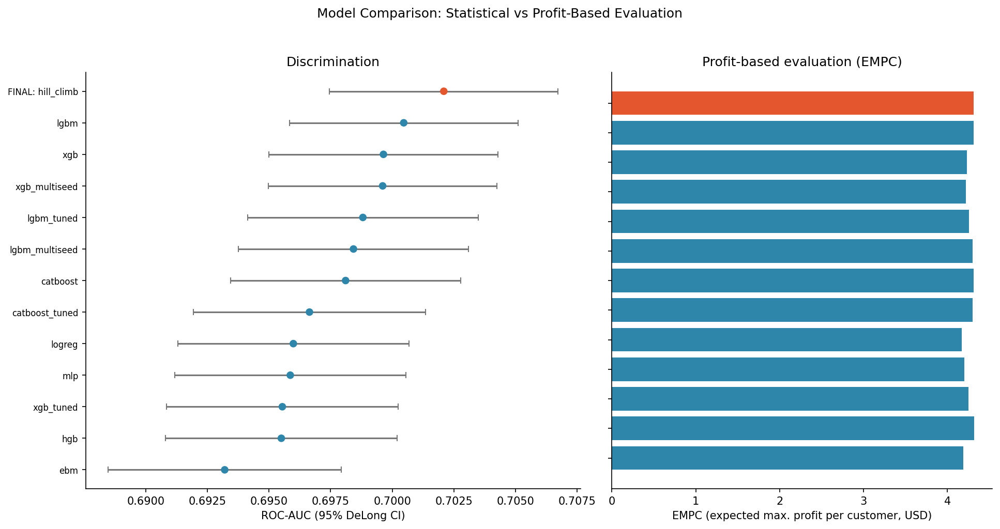 Model Comparison: Statistical vs Profit-Based Evaluation
Discrimination
FINAL: hill_climb
lgbm
xgb
xgb_multiseed
lgbm_tuned
lgbm_multiseed
catboost
catboost_tuned
logreg
mlp
xgb_tuned
hgb
ebm
0.6900 0.6925 0.6950 0.6975 0.7000 0.7025 0.7050 0.7075
ROC-AUC (95% DeLong CI)
Profit-based evaluation (EMPC)
0 1 2 3 4
EMPC (expected max. profit per customer, USD)